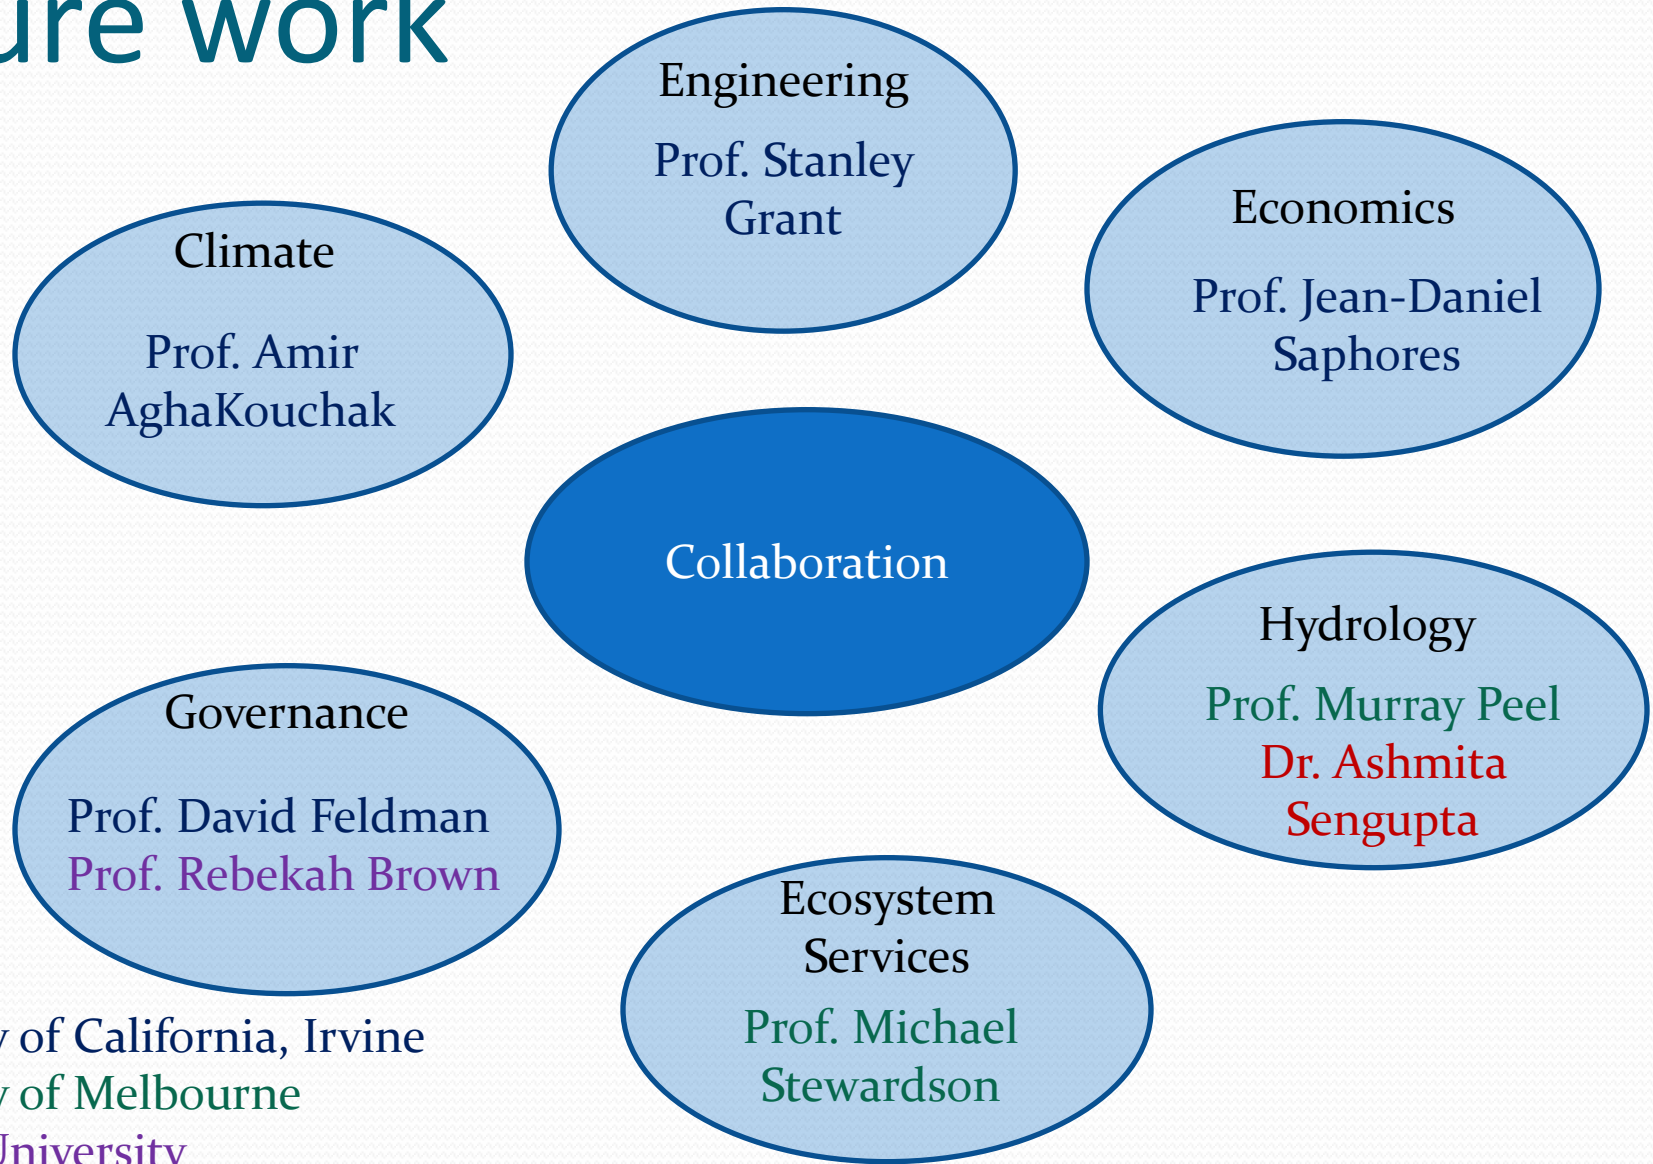 ure work
Engineering
Prof. Stanley
Grant
Economics
Prof. Jean-Daniel
Saphores
Climate
Prof. Amir
AghaKouchak
Collaboration
Hydrology
Prof. Murray Peel
Dr. Ashmita
Sengupta
Governance
Prof. David Feldman
Prof. Rebekah Brown
Ecosystem
Services
Prof. Michael
Stewardson
y of California, Irvine
y of Melbourne
University